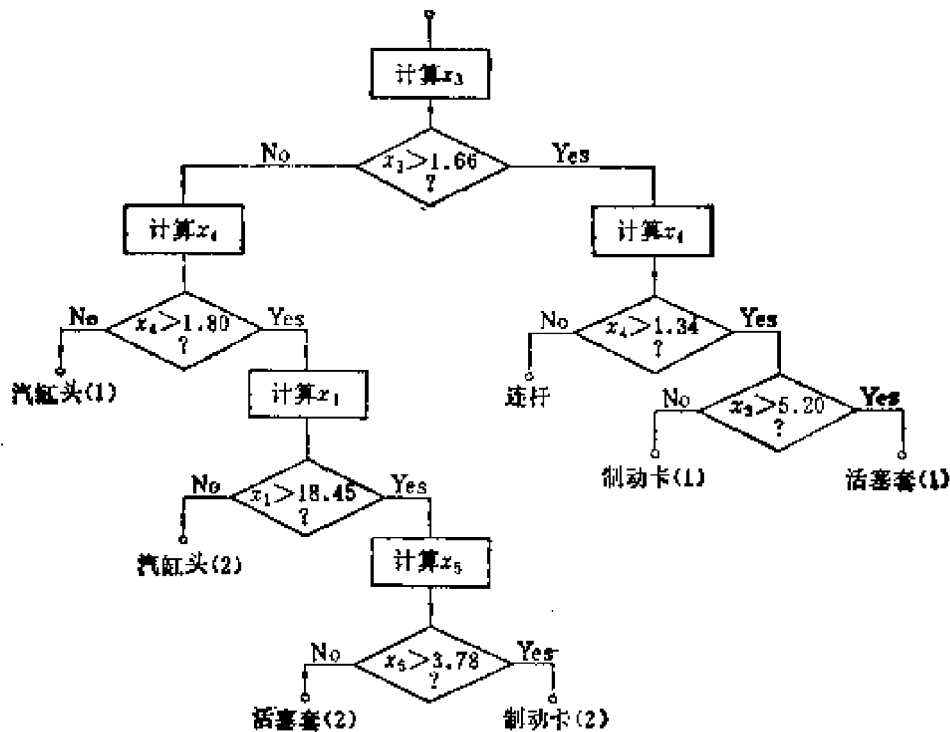 计算x₃
No
x₃>1.66
?
Yes
计算x₄
计算x₄
No
x₄>1.80
?
Yes
No
x₄>1.34
?
Yes
汽缸头(1)
计算x₁
连杆
No
x₃>5.20
?
Yes
制动卡(1)
活塞套(1)
No
x₁>18.45
?
Yes
汽缸头(2)
计算x₅
No
x₅>3.78
?
Yes
活塞套(2)
制动卡(2)